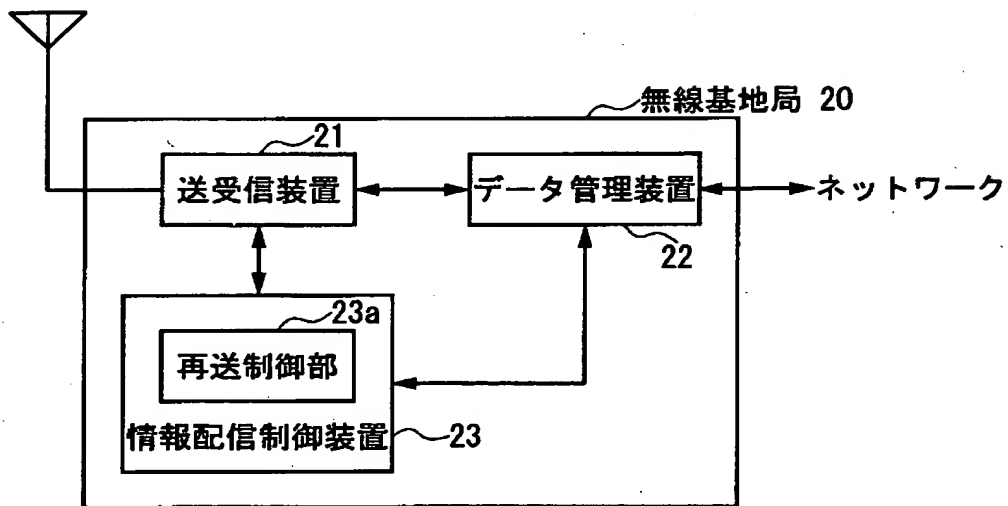 無線基地局 20
21
送受信装置
データ管理装置
ネットワーク
22
23a
再送制御部
情報配信制御装置
23